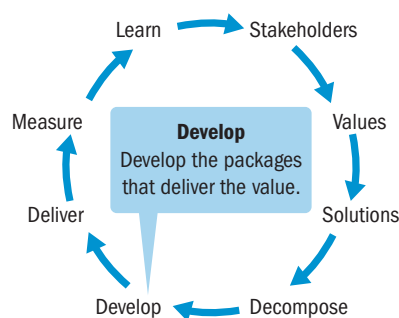 Learn
Stakeholders
Measure
Values
Develop
Develop the packages
that deliver the value.
Deliver
Solutions
Develop
Decompose